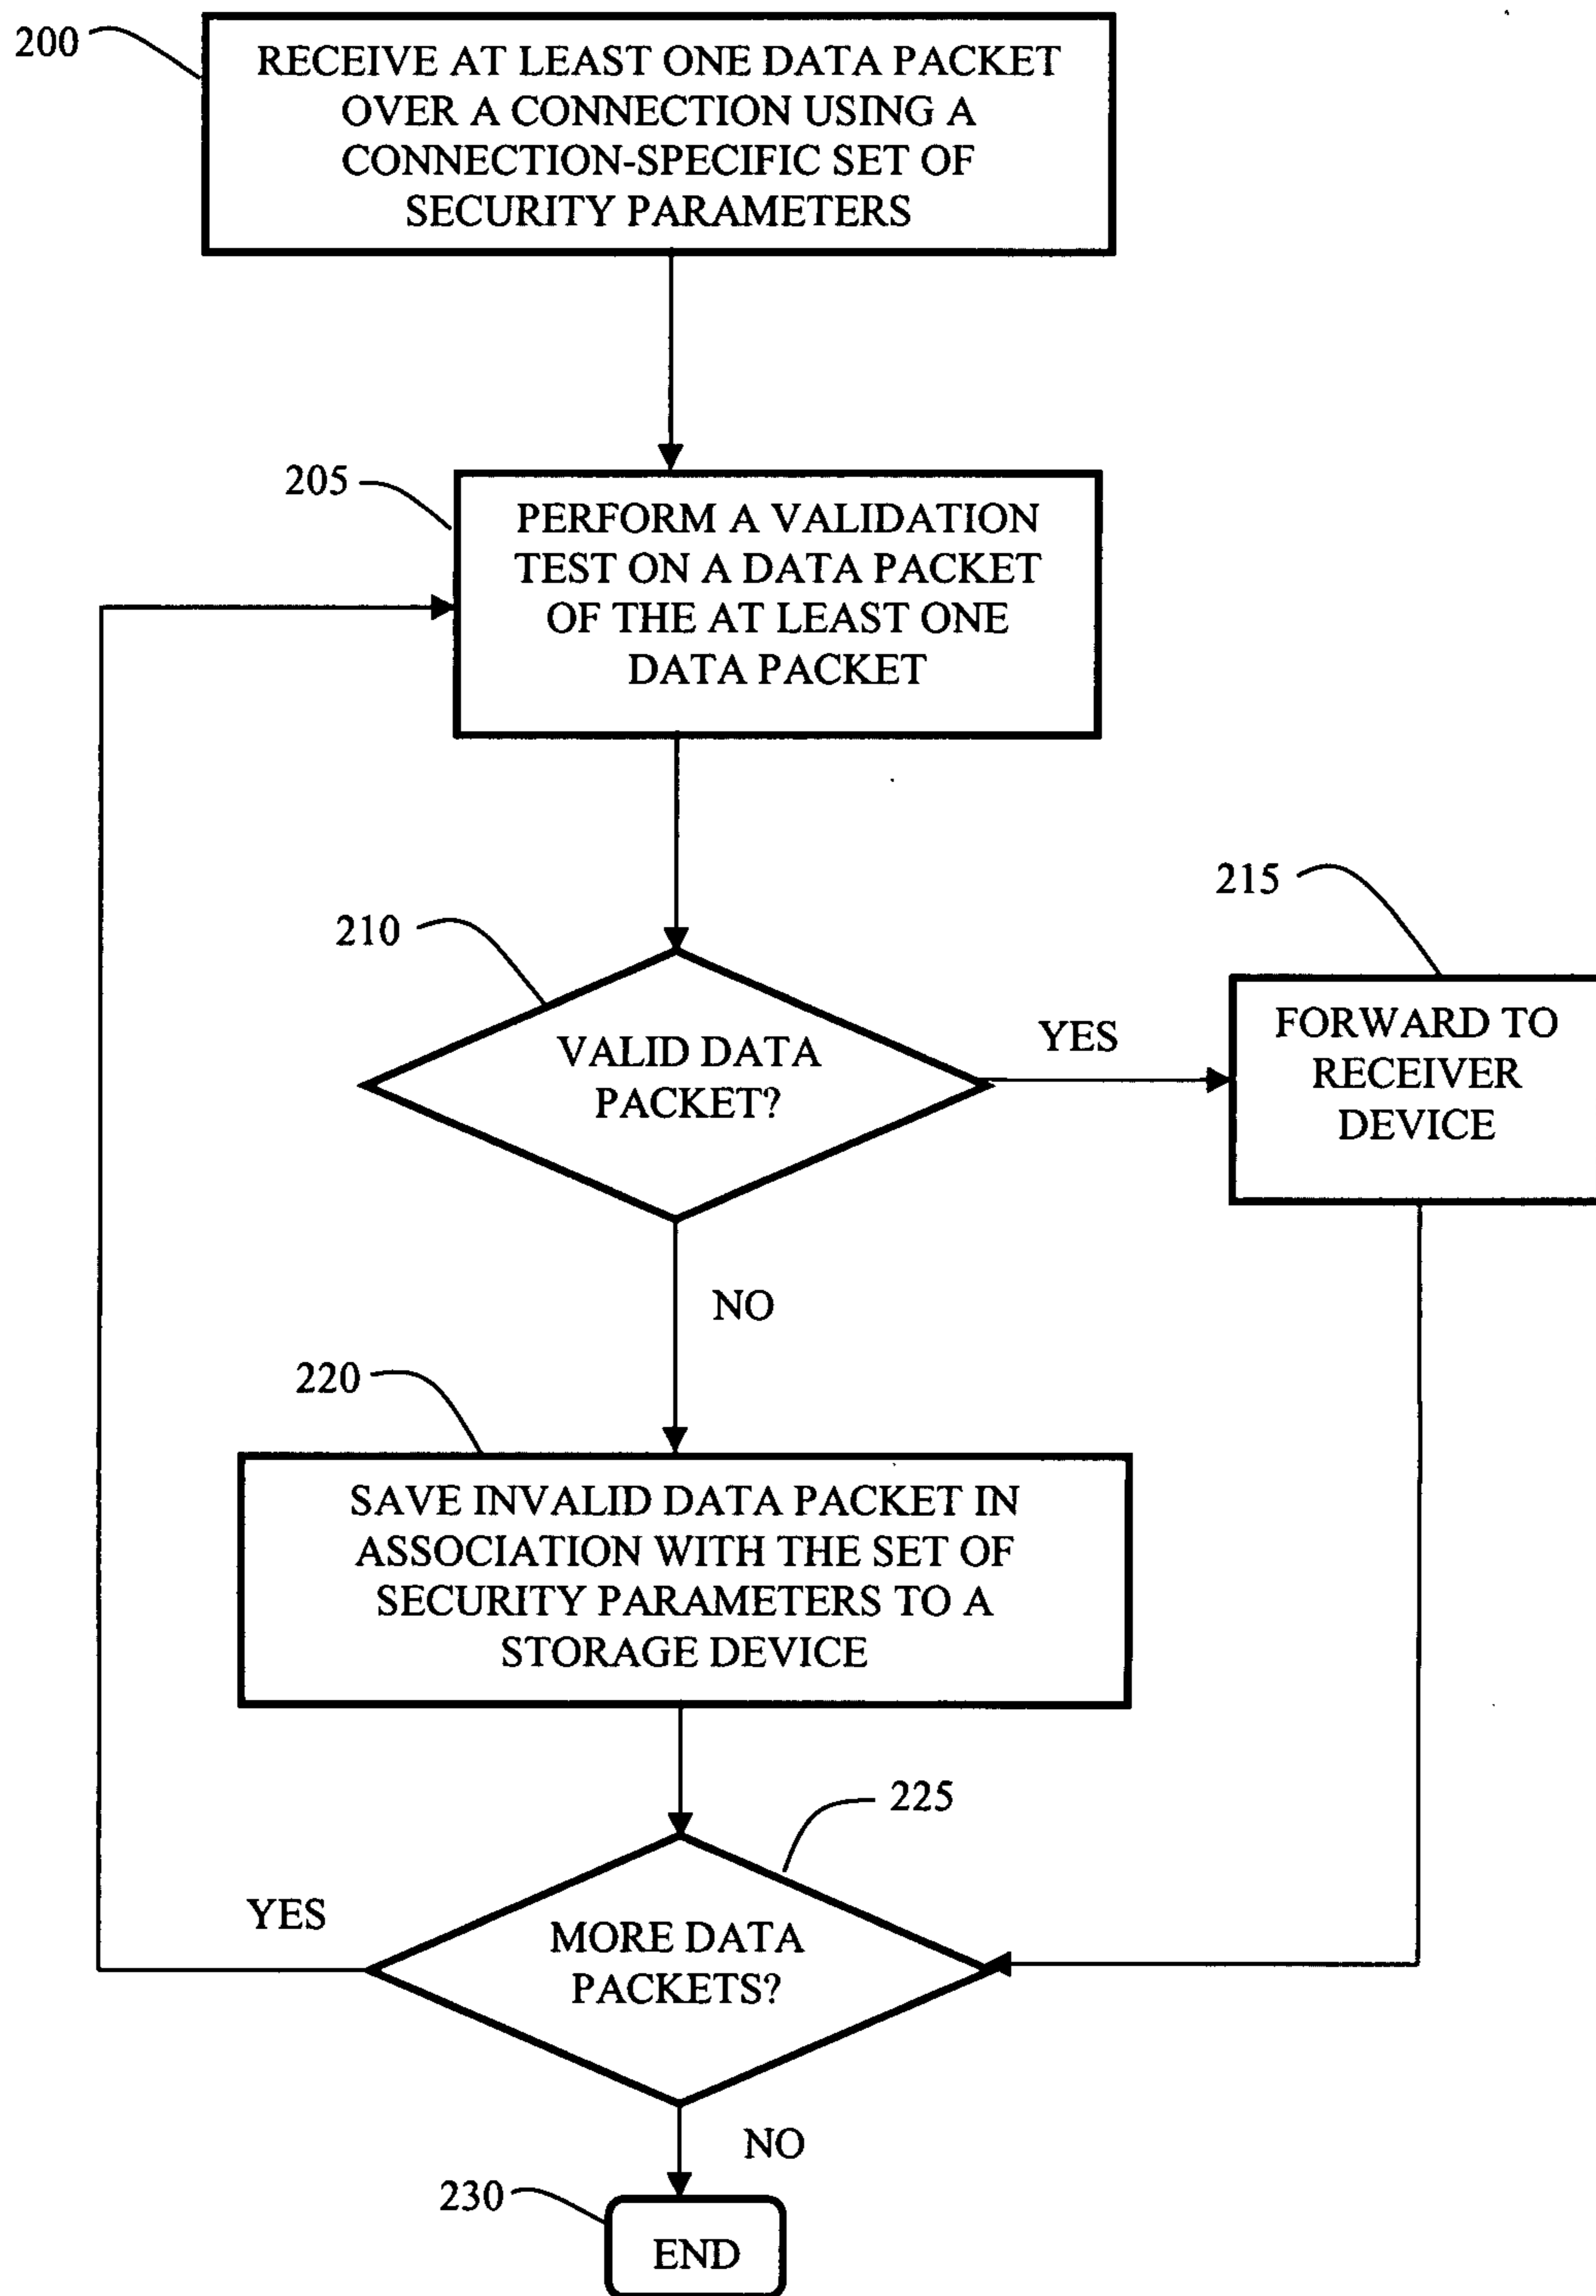 200
RECEIVE AT LEAST ONE DATA PACKET
OVER A CONNECTION USING A
CONNECTION-SPECIFIC SET OF
SECURITY PARAMETERS
205
PERFORM A VALIDATION
TEST ON A DATA PACKET
OF THE AT LEAST ONE
DATA PACKET
210
VALID DATA
PACKET?
YES
215
FORWARD TO
RECEIVER
DEVICE
NO
220
SAVE INVALID DATA PACKET IN
ASSOCIATION WITH THE SET OF
SECURITY PARAMETERS TO A
STORAGE DEVICE
225
YES
MORE DATA
PACKETS?
NO
230
END